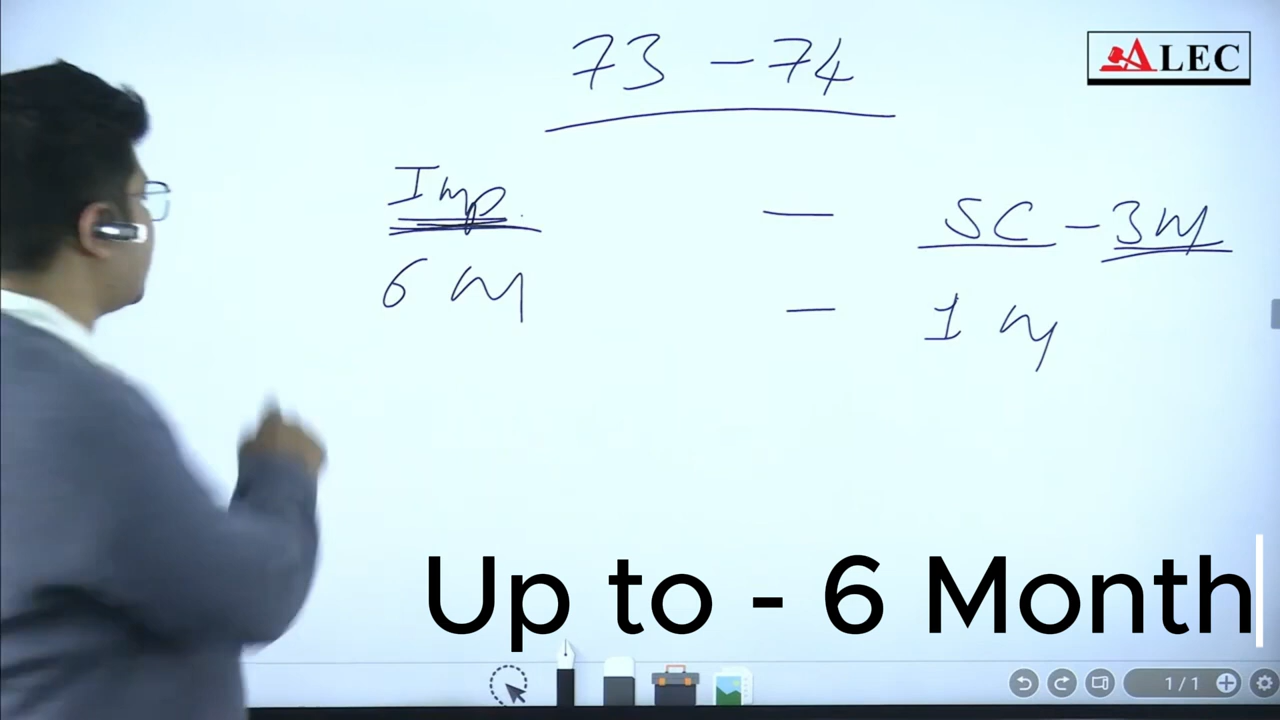 73 - 74
ALEC
Imp. - SC - 3M
6 M - 1 M
Up to - 6 Month
1/1